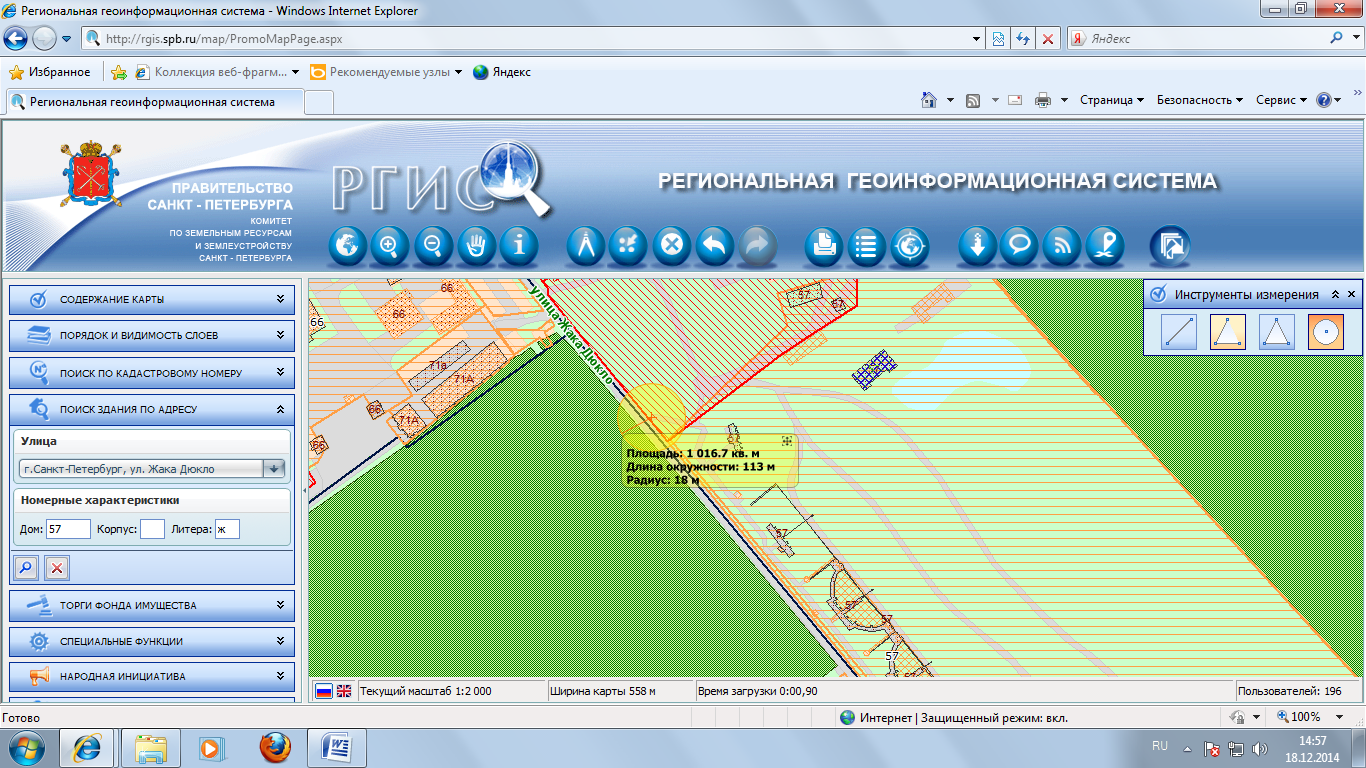 Региональная геоинформационная система - Windows Internet Explorer
http://rgis.spb.ru/map/PromoMapPage.aspx
Яндекс
Избранное
Коллекция веб-фрагм...
Рекомендуемые узлы
Яндекс
Региональная геоинформационная система
Страница
Безопасность
Сервис
ПРАВИТЕЛЬСТВО
САНКТ - ПЕТЕРБУРГА
КОМИТЕТ
ПО ЗЕМЕЛЬНЫМ РЕСУРСАМ
И ЗЕМЛЕУСТРОЙСТВУ
САНКТ - ПЕТЕРБУРГА
РГИС
РЕГИОНАЛЬНАЯ ГЕОИНФОРМАЦИОННАЯ СИСТЕМА
СОДЕРЖАНИЕ КАРТЫ
ПОРЯДОК И ВИДИМОСТЬ СЛОЕВ
ПОИСК ПО КАДАСТРОВОМУ НОМЕРУ
ПОИСК ЗДАНИЯ ПО АДРЕСУ
Улица
г.Санкт-Петербург, ул. Жака Дюкло
Номерные характеристики
Дом: 57 Корпус: Литера: ж
ТОРГИ ФОНДА ИМУЩЕСТВА
СПЕЦИАЛЬНЫЕ ФУНКЦИИ
НАРОДНАЯ ИНИЦИАТИВА
Инструменты измерения
66
66
66
71а
71А
66
71А
66
улица-Жака-Дюкло
57
57
57
Площадь: 1 016.7 кв. м
Длина окружности: 113 м
Радиус: 18 м
57
57
57
57
Текущий масштаб 1:2 000
Ширина карты 558 м
Время загрузки 0:00,90
Пользователей: 196
Готово
Интернет | Защищенный режим: вкл.
100%
RU
14:57
18.12.2014